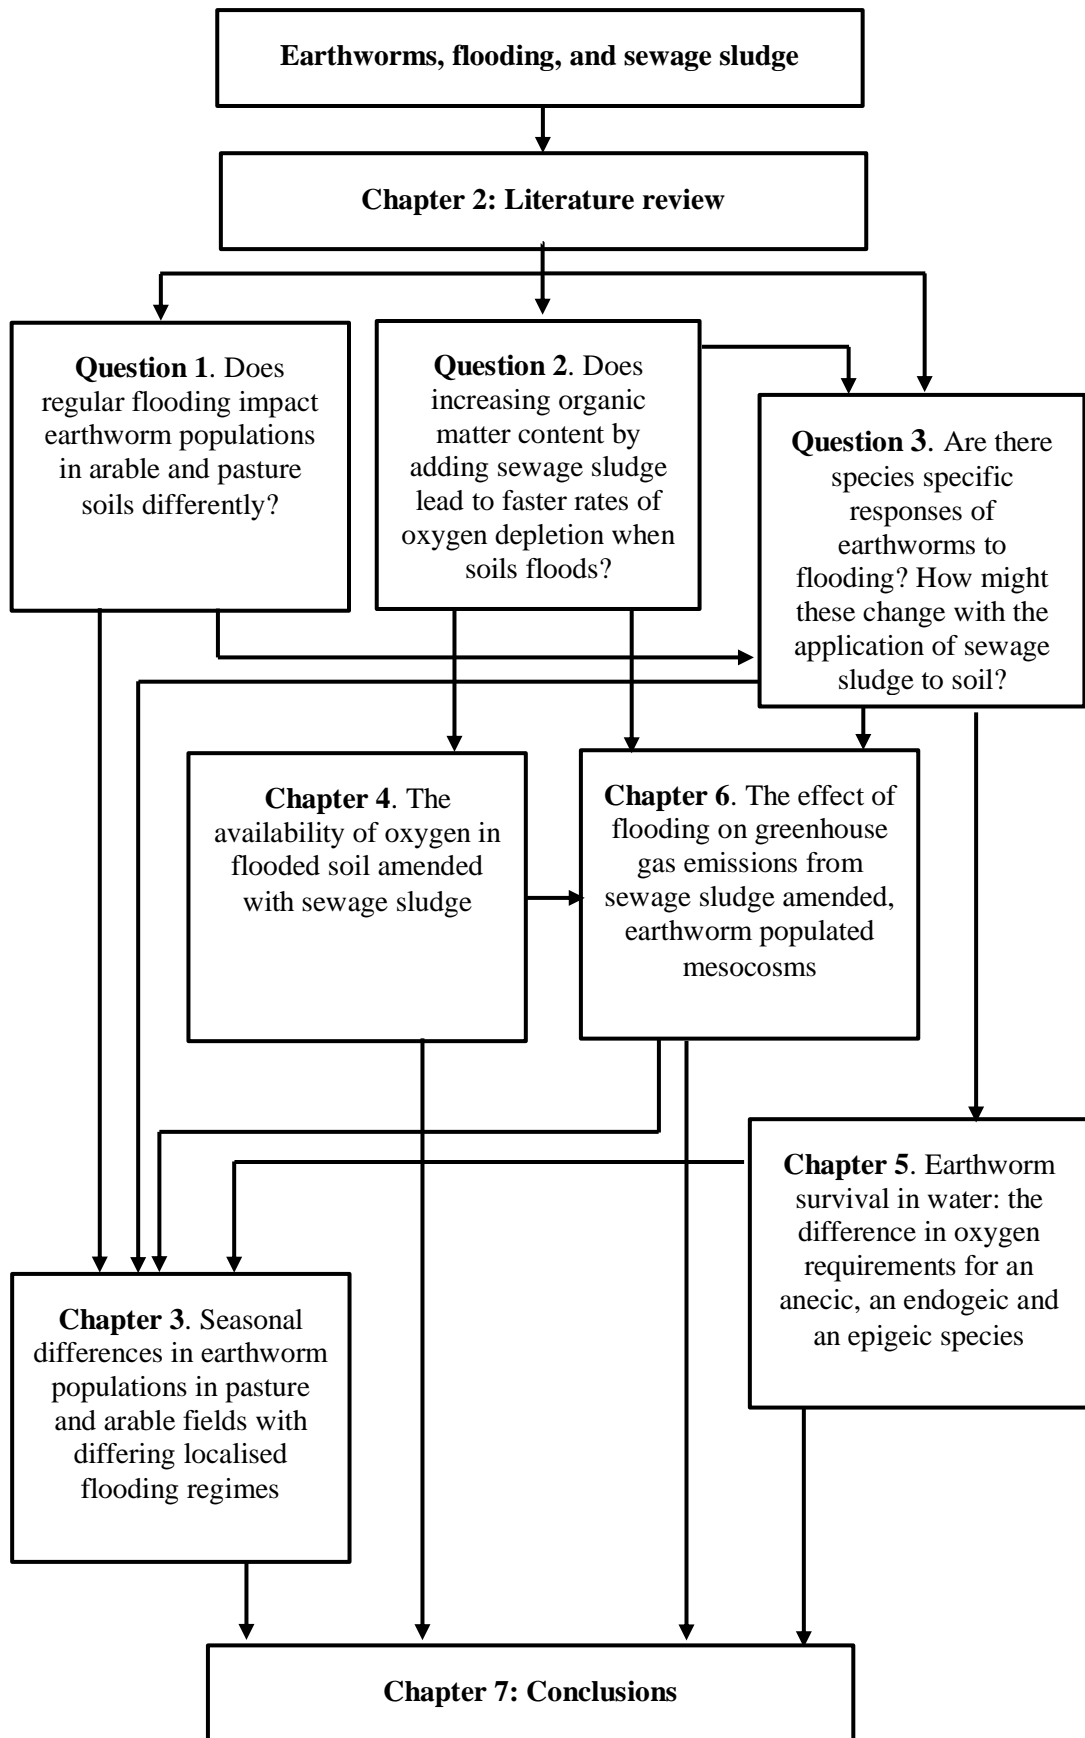 Earthworms, flooding, and sewage sludge
Chapter 2: Literature review
Question 1. Does
regular flooding impact
earthworm populations
in arable and pasture
soils differently?
Question 2. Does
increasing organic
matter content by
adding sewage sludge
lead to faster rates of
oxygen depletion when
soils floods?
Question 3. Are there
species specific
responses of
earthworms to
flooding? How might
these change with the
application of sewage
sludge to soil?
Chapter 4. The
availability of oxygen in
flooded soil amended
with sewage sludge
Chapter 6. The effect of
flooding on greenhouse
gas emissions from
sewage sludge amended,
earthworm populated
mesocosms
Chapter 5. Earthworm
survival in water: the
difference in oxygen
requirements for an
anecic, an endogeic and
an epigeic species
Chapter 3. Seasonal
differences in earthworm
populations in pasture
and arable fields with
differing localised
flooding regimes
Chapter 7: Conclusions